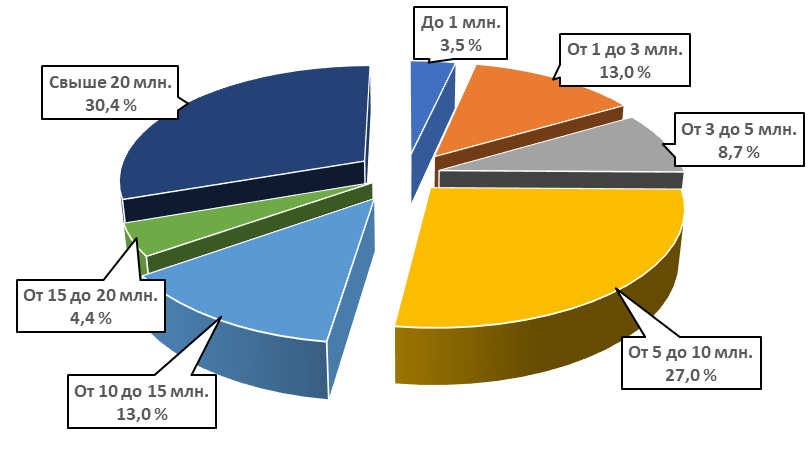 До 1 млн.
3,5 %
От 1 до 3 млн.
13,0 %
От 3 до 5 млн.
8,7 %
От 5 до 10 млн.
27,0 %
От 10 до 15 млн.
13,0 %
От 15 до 20 млн.
4,4 %
Свыше 20 млн.
30,4 %